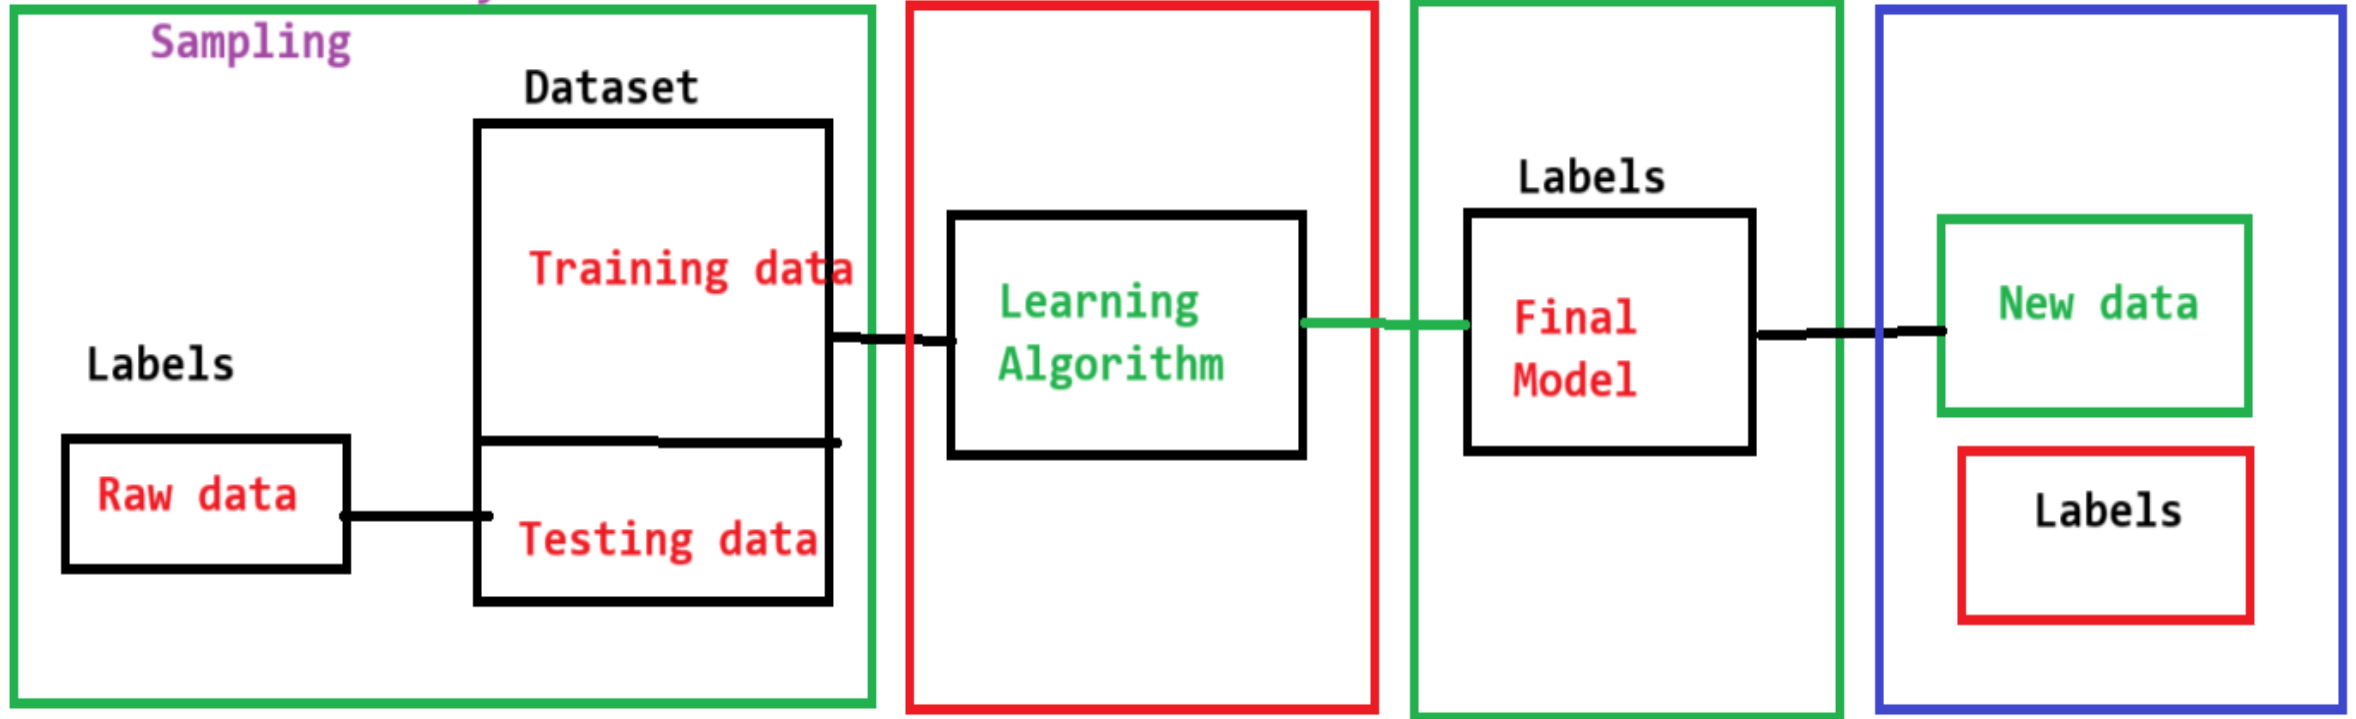 Sampling
Dataset
Training data
Labels
Raw data
Testing data
Learning
Algorithm
Labels
Final
Model
New data
Labels